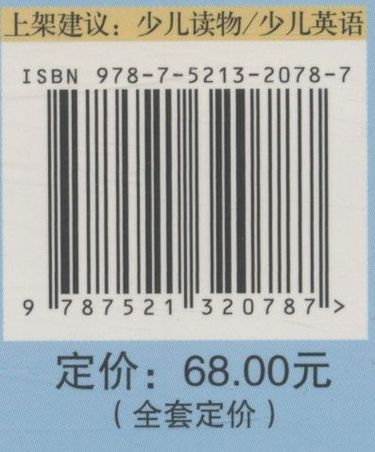 上架建议：少儿读物/少儿英语
ISBN 978-7-5213-2078-7
9 787521 320787 >
定价：68.00元
（全套定价）